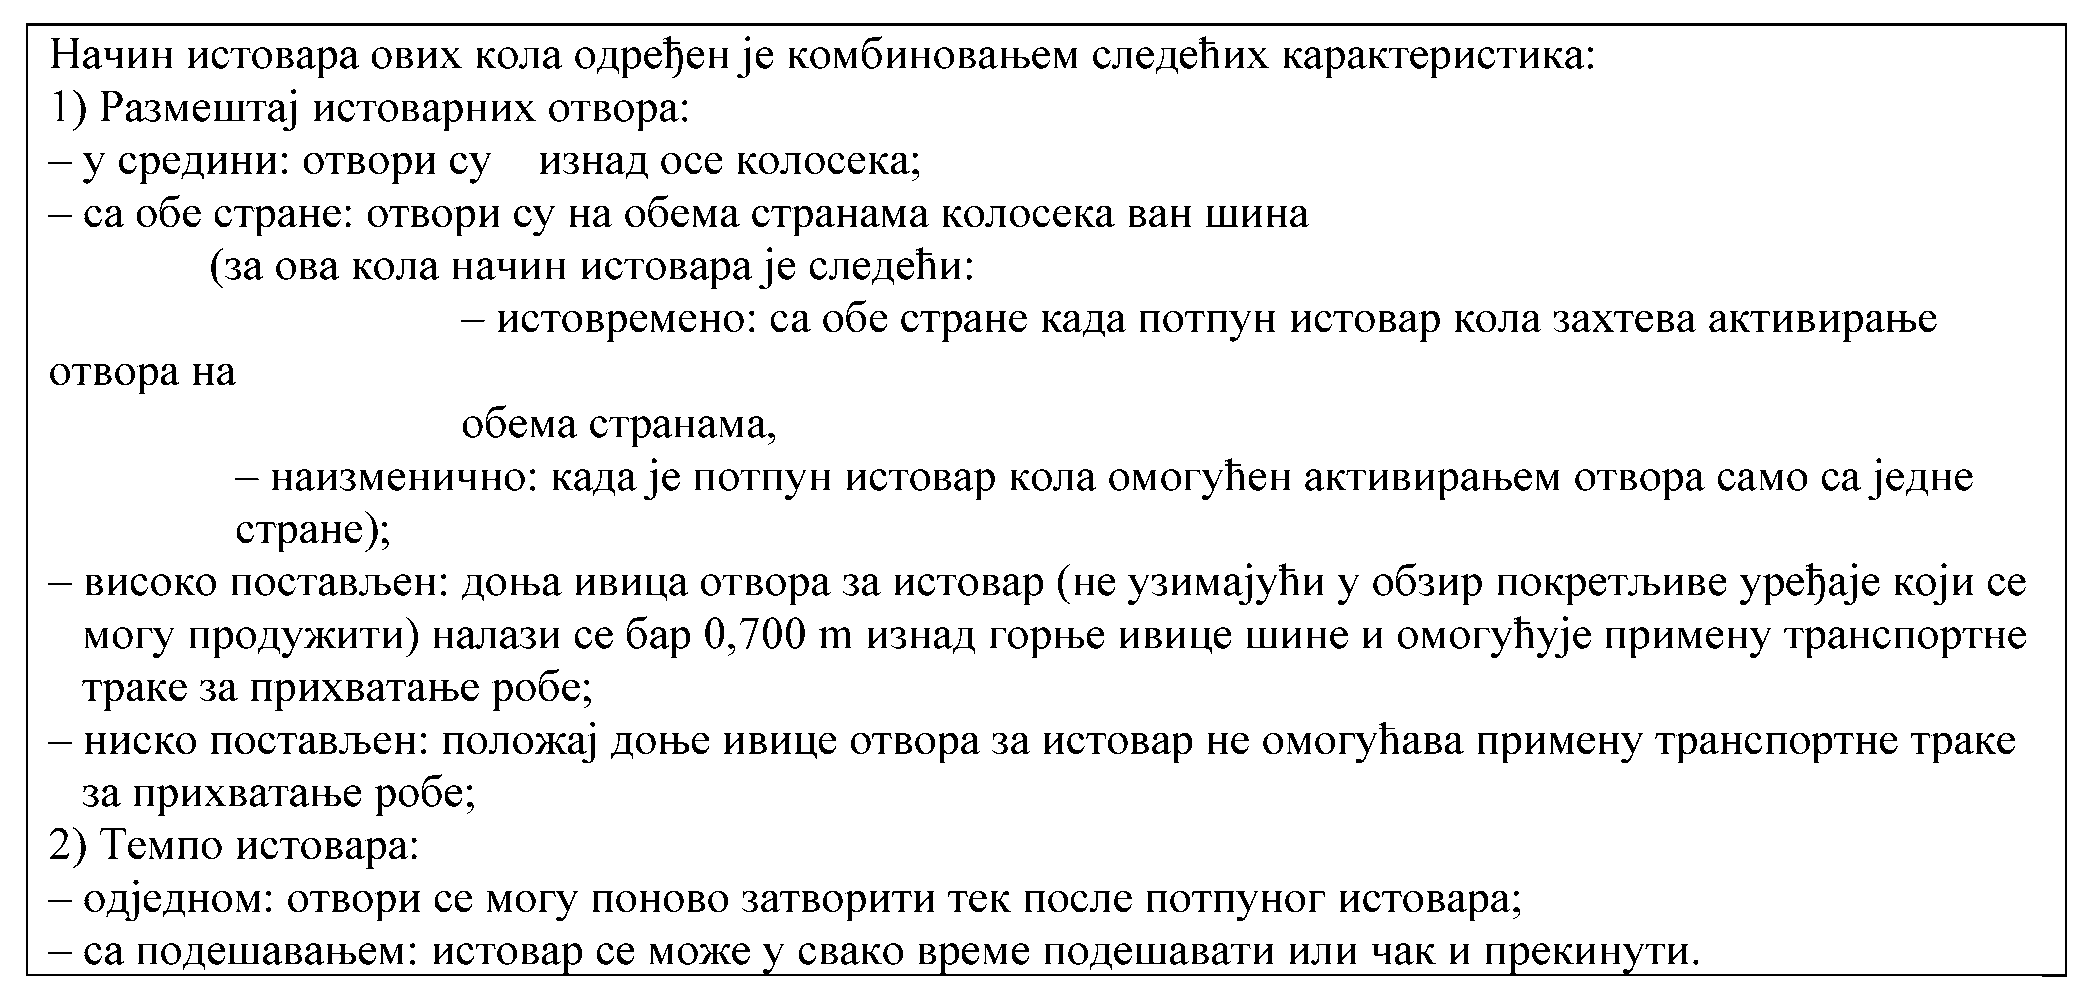 Начин истовара ових кола одређен је комбиновањем следећих карактеристика:
1) Размештај истоварних отвора:
– у средини: отвори су изнад осе колосека;
– са обе стране: отвори су на обема странама колосека ван шина
(за ова кола начин истовара је следећи:
– истовремено: са обе стране када потпун истовар кола захтева активирање
отвора на
обема странама,
– наизменично: када је потпун истовар кола омогућен активирањем отвора само са једне
стране);
– високо постављен: доња ивица отвора за истовар (не узимајући у обзир покретљиве уређаје који се
могу продужити) налази се бар 0,700 m изнад горње ивице шине и омогућује примену транспортне
траке за прихватање робе;
– ниско постављен: положај доње ивице отвора за истовар не омогућава примену транспортне траке
за прихватање робе;
2) Темпо истовара:
– одједном: отвори се могу поново затворити тек после потпуног истовара;
– са подешавањем: истовар се може у свако време подешавати или чак и прекинути.